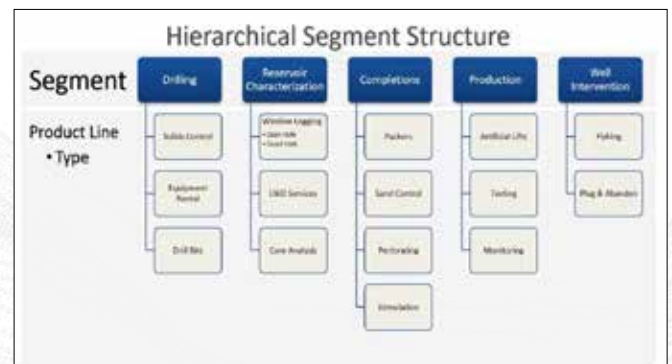 Hierarchical Segment Structure
Segment
Drilling
Reservoir
Characterization
Completions
Production
Well
Intervention
Product Line
• Type
Solids Control
Equipment
Rental
Drill Bits
Wireline Logging
• Open Hole
• Cased Hole
LWD Services
Core Analysis
Packers
Sand Control
Perforating
Stimulation
Artificial Lifts
Testing
Monitoring
Fishing
Plug & Abandon